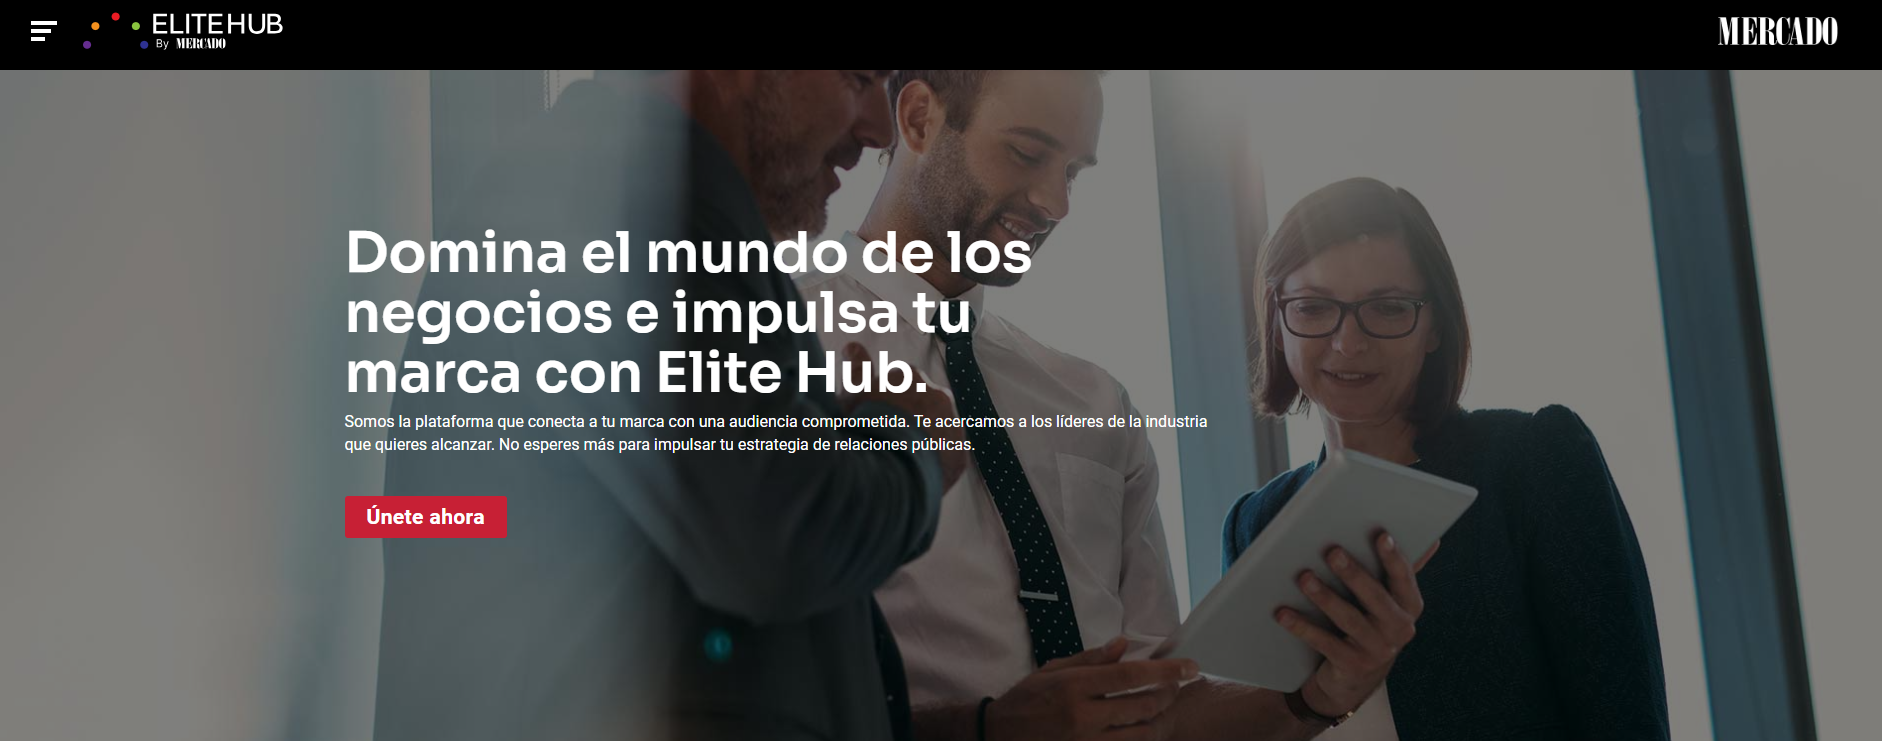 ELITE HUB
By MERCADO
MERCADO
Domina el mundo de los
negocios e impulsa tu
marca con Elite Hub.
Somos la plataforma que conecta a tu marca con una audiencia comprometida. Te acercamos a los líderes de la industria
que quieres alcanzar. No esperes más para impulsar tu estrategia de relaciones públicas.
Únete ahora